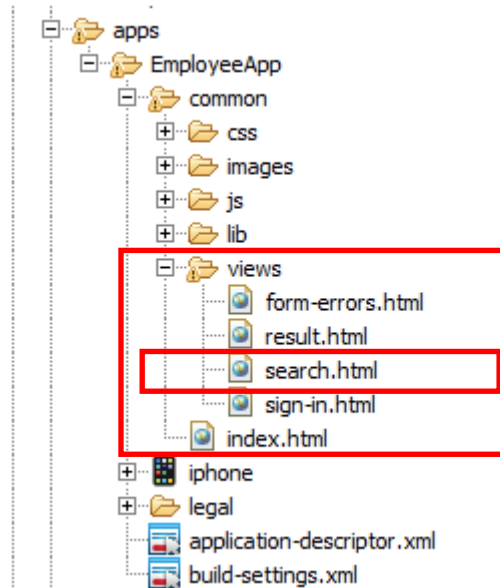 apps
EmployeeApp
common
css
images
js
lib
views
form-errors.html
result.html
search.html
sign-in.html
index.html
iphone
legal
application-descriptor.xml
build-settings.xml